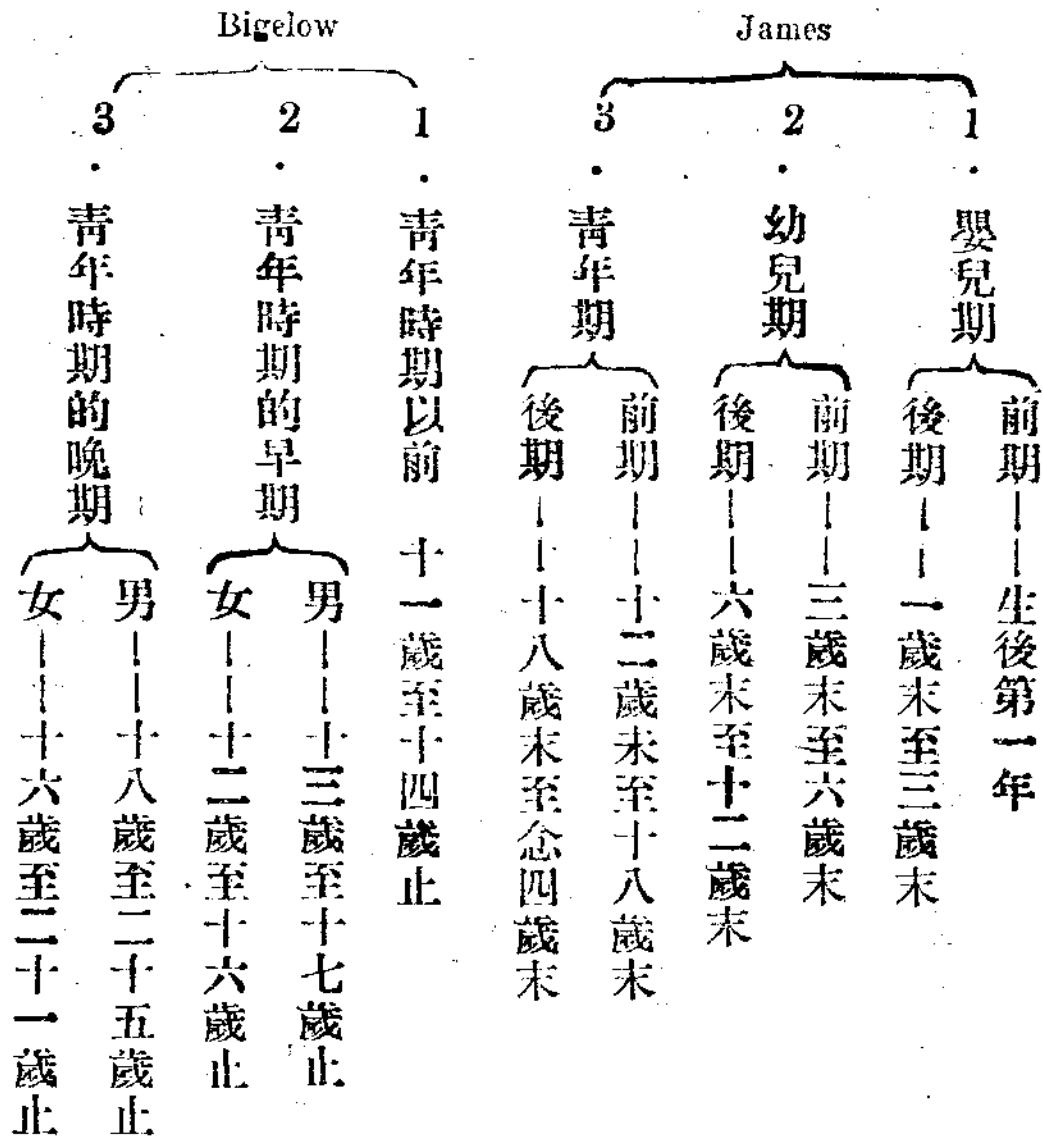 James
1．嬰兒期
前期——生後第一年
後期——一歲末至三歲末
2．幼兒期
前期——三歲末至六歲末
後期——六歲末至十二歲末
3．青年期
前期——十二歲未至十八歲末
後期——十八歲末至念四歲末
Bigelow
1．青年時期以前　十一歲至十四歲止
2．青年時期的早期
男——十三歲至十七歲止
女——十二歲至十六歲止
3．青年時期的晚期
男——十八歲至二十五歲止
女——十六歲至二十一歲止